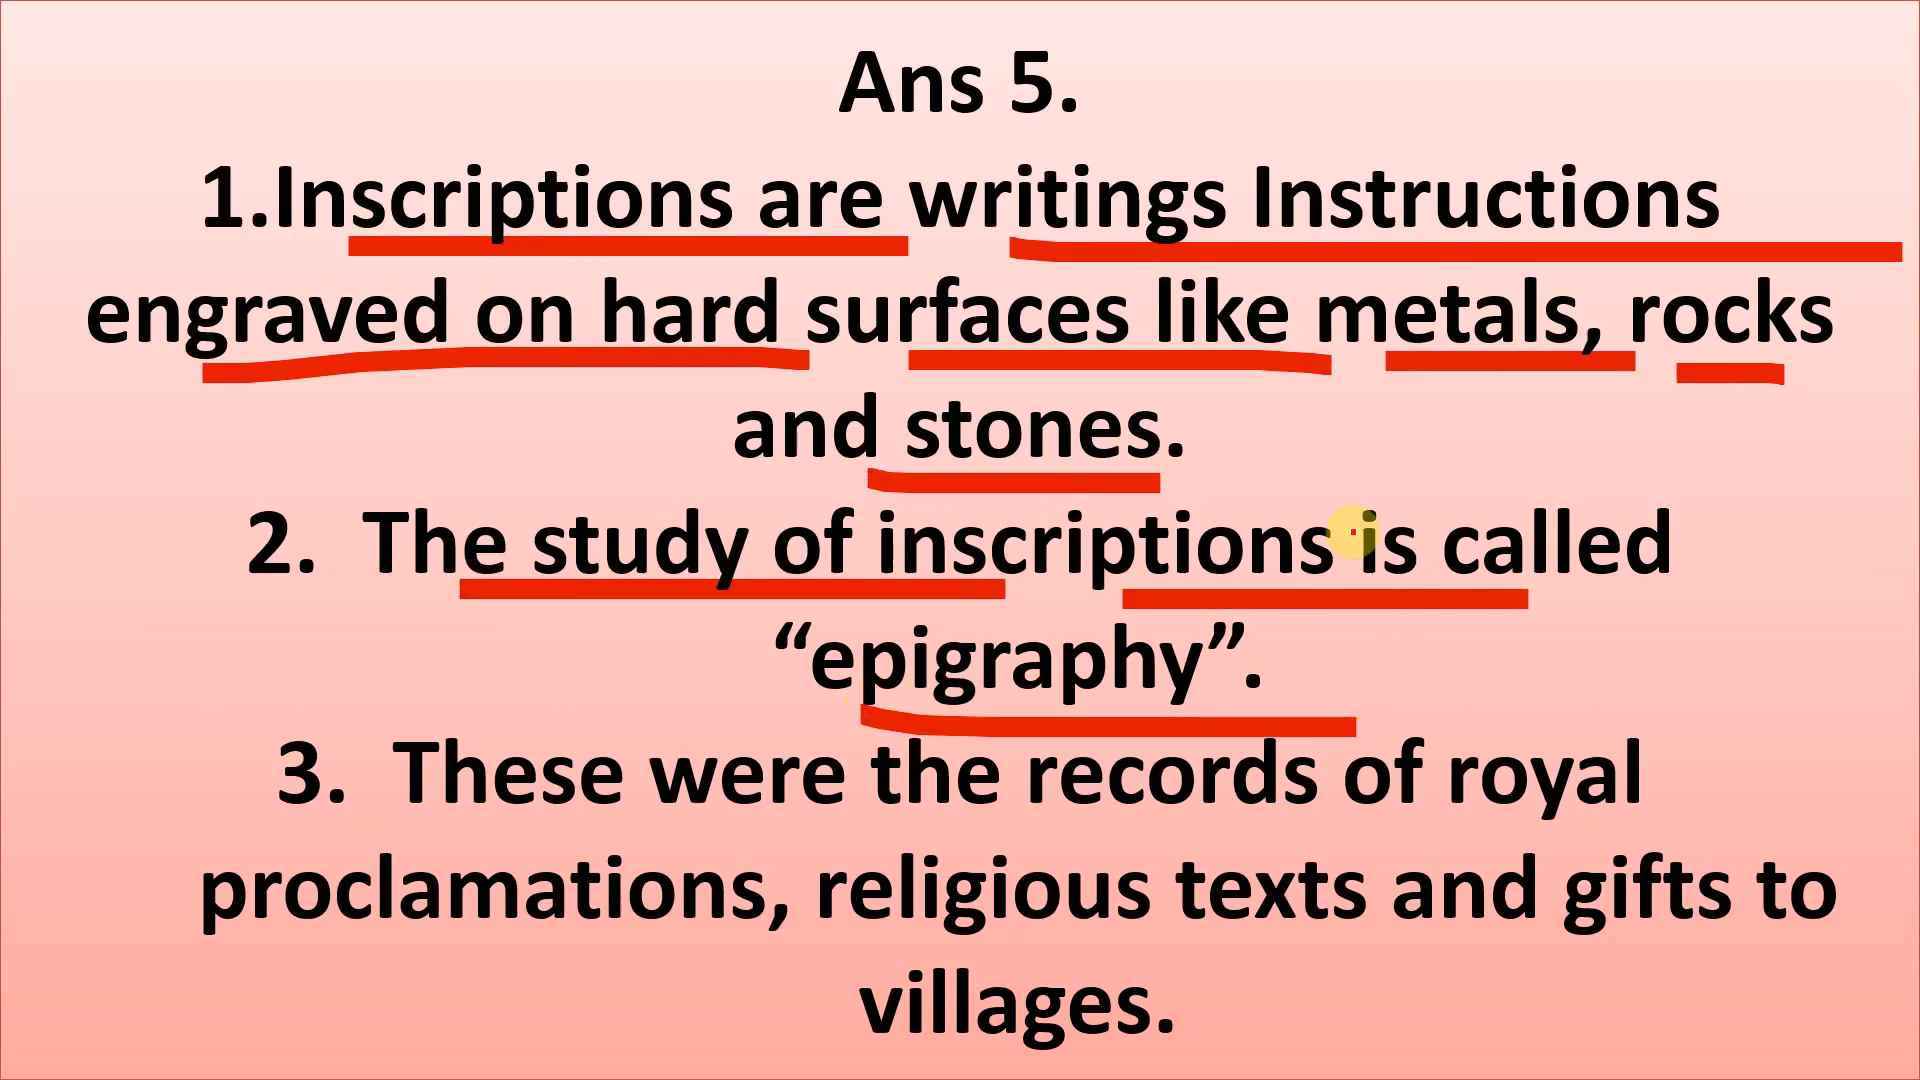 Ans 5.
1.Inscriptions are writings Instructions
engraved on hard surfaces like metals, rocks
and stones.
2.  The study of inscriptions is called
“epigraphy”.
3.  These were the records of royal
proclamations, religious texts and gifts to
villages.